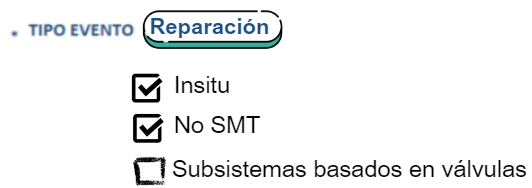 • TIPO EVENTO Reparación
Insitu
No SMT
Subsistemas basados en válvulas